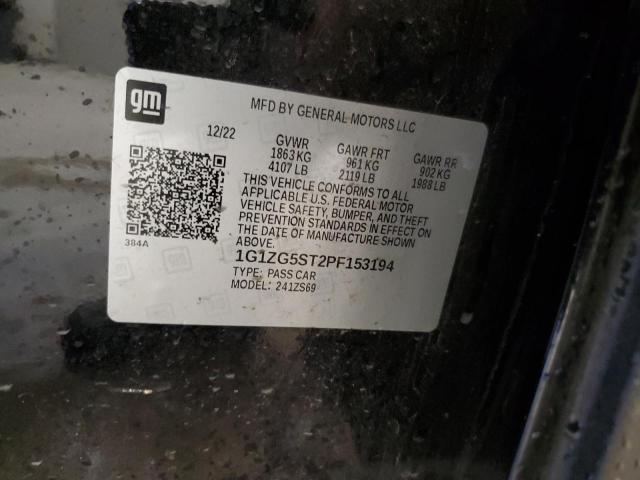 gm
MFD BY GENERAL MOTORS LLC
12/22 GVWR GAWR FRT GAWR RR
1863 KG 961 KG 902 KG
4107 LB 2119 LB 1988 LB
THIS VEHICLE CONFORMS TO ALL
APPLICABLE U.S. FEDERAL MOTOR
VEHICLE SAFETY, BUMPER, AND THEFT
PREVENTION STANDARDS IN EFFECT ON
THE DATE OF MANUFACTURE SHOWN
ABOVE.
384A
1G1ZG5ST2PF153194
TYPE: PASS CAR
MODEL: 241ZS69